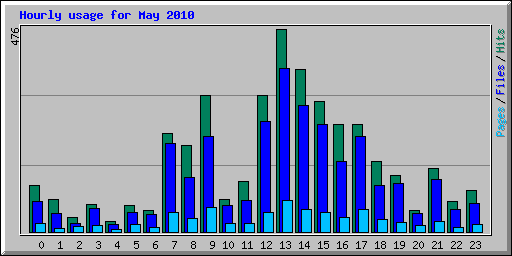 Hourly usage for May 2010
476
Pages / Files / Hits
0 1 2 3 4 5 6 7 8 9 10 11 12 13 14 15 16 17 18 19 20 21 22 23